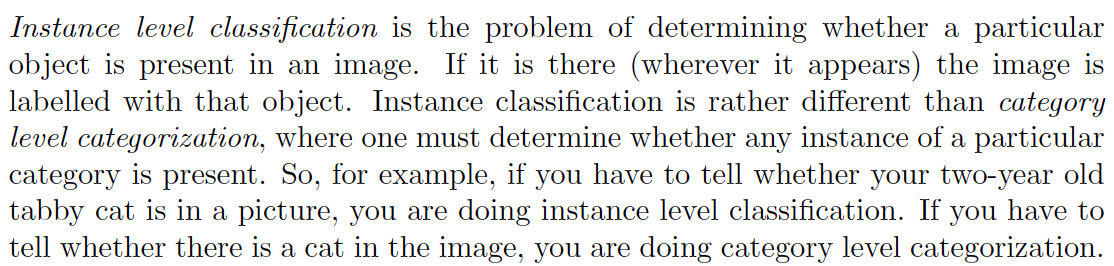 Instance level classification is the problem of determining whether a particular
object is present in an image. If it is there (wherever it appears) the image is
labelled with that object. Instance classification is rather different than category
level categorization, where one must determine whether any instance of a particular
category is present. So, for example, if you have to tell whether your two-year old
tabby cat is in a picture, you are doing instance level classification. If you have to
tell whether there is a cat in the image, you are doing category level categorization.